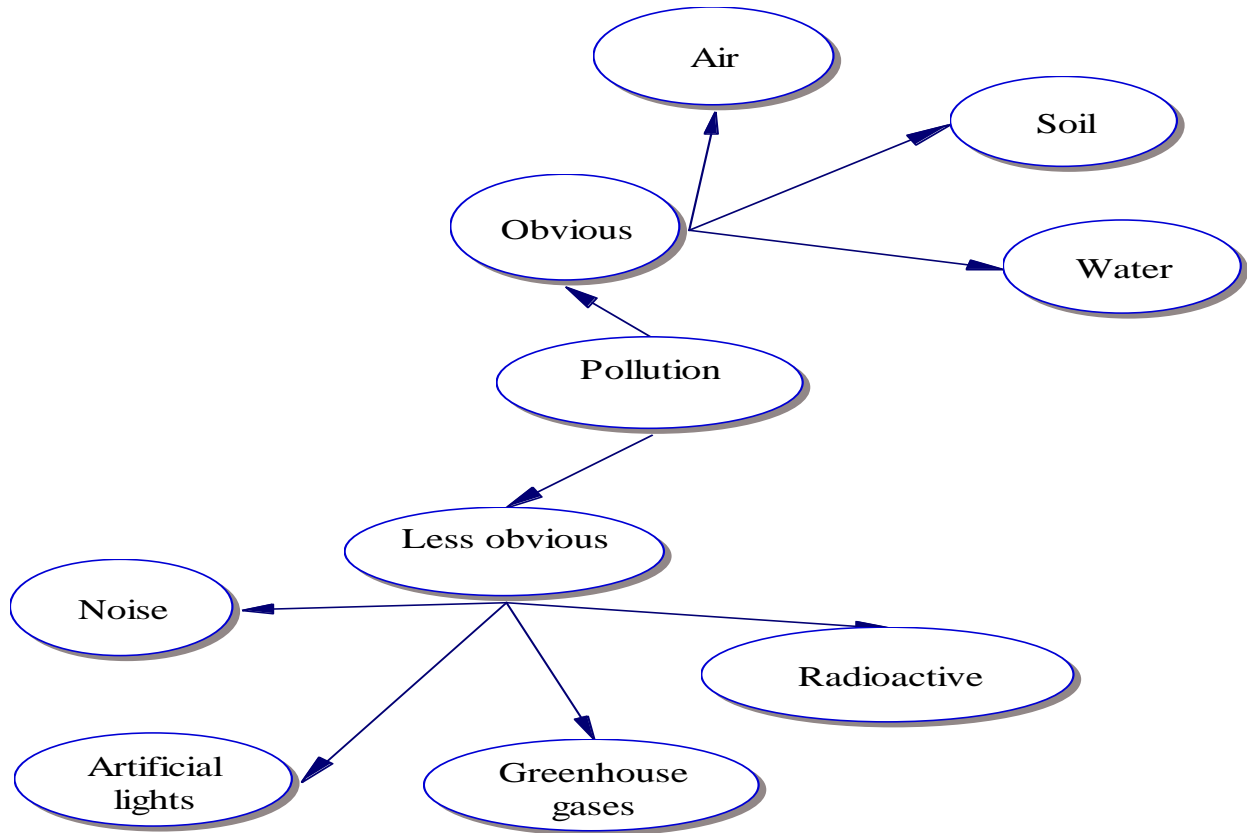 Air
Soil
Obvious
Water
Pollution
Less obvious
Noise
Radioactive
Artificial
lights
Greenhouse
gases